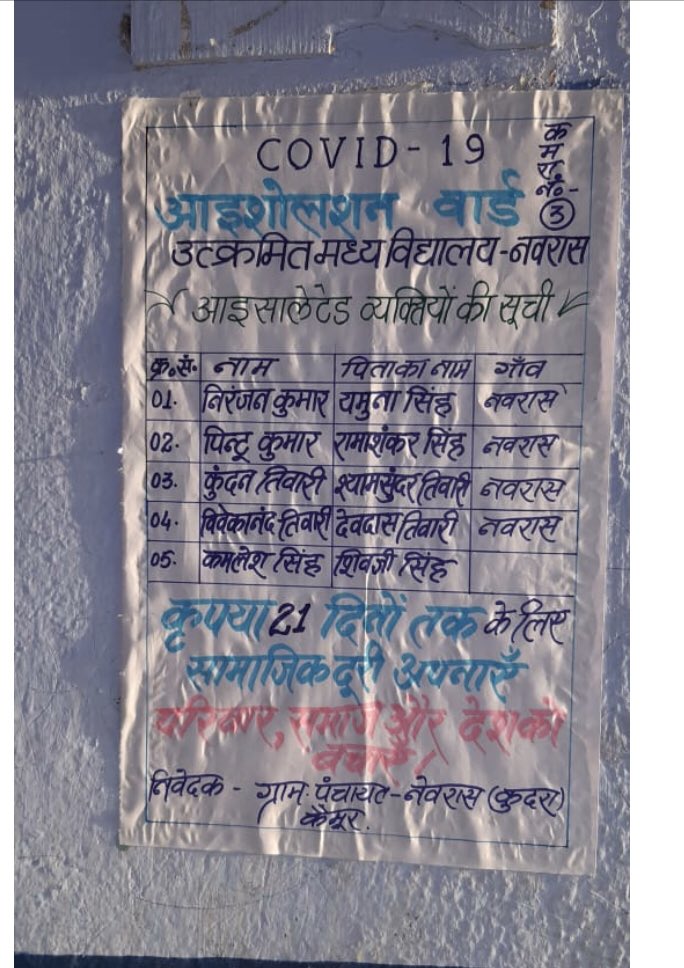 COVID-19
कमरा नं०- 3
आइशोलशन वार्ड
उत्क्रमित मध्य विद्यालय-नवरास
आइसालेटेड व्यक्तियों की सूची
क्र.सं. नाम पिता का नाम गाँव
01. निरंजन कुमार यमुना सिंह नवरास
02. पिन्टू कुमार रामाशंकर सिंह नवरास
03. कुंदन तिवारी श्यामसुंदर तिवारी नवरास
04. विवेकानंद तिवारी देवदास तिवारी नवरास
05. कमलेश सिंह शिवजी सिंह
कृपया 21 दिनों तक के लिए
सामाजिक दूरी अपनाएँ
परिवार, समाज और देश को
बचाएँ!
निवेदक - ग्राम: पंचायत-नेवरास (कुदरा)
कैमूर.